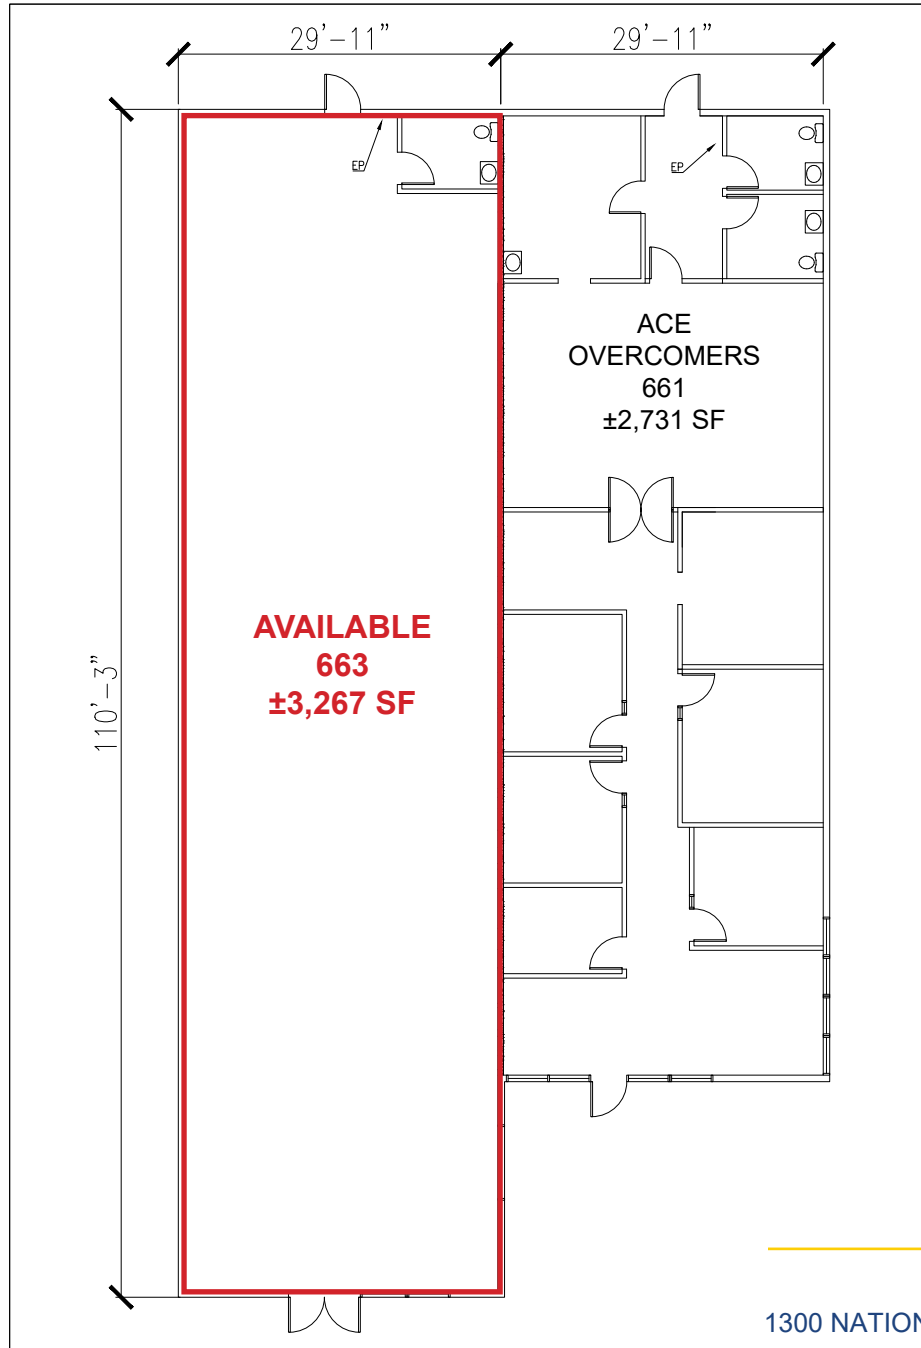 29'-11"
29'-11"
EP
EP
ACE
OVERCOMERS
661
±2,731 SF
AVAILABLE
663
±3,267 SF
110'-3"
1300 NATION